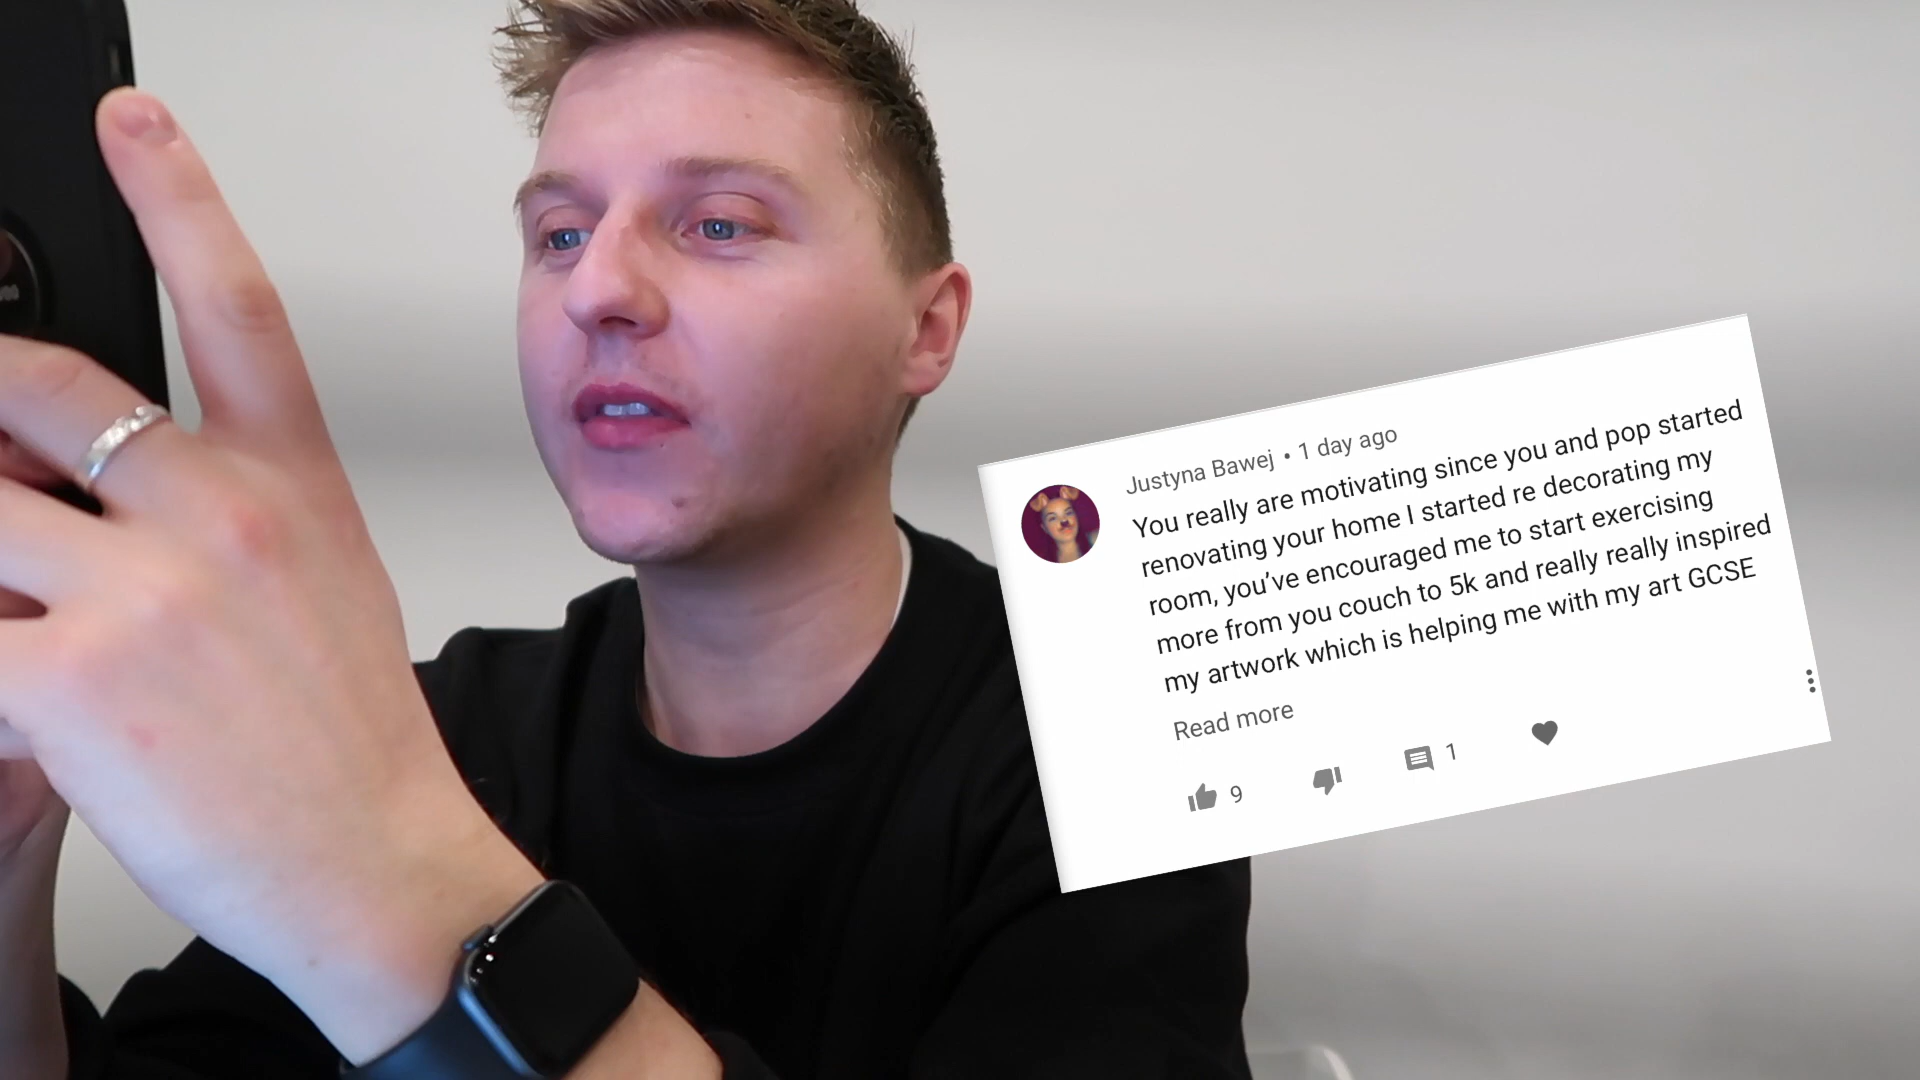 Justyna Bawej • 1 day ago
You really are motivating since you and pop started
renovating your home I started re decorating my
room, you've encouraged me to start exercising
more from you couch to 5k and really really inspired
my artwork which is helping me with my art GCSE
Read more
9
1